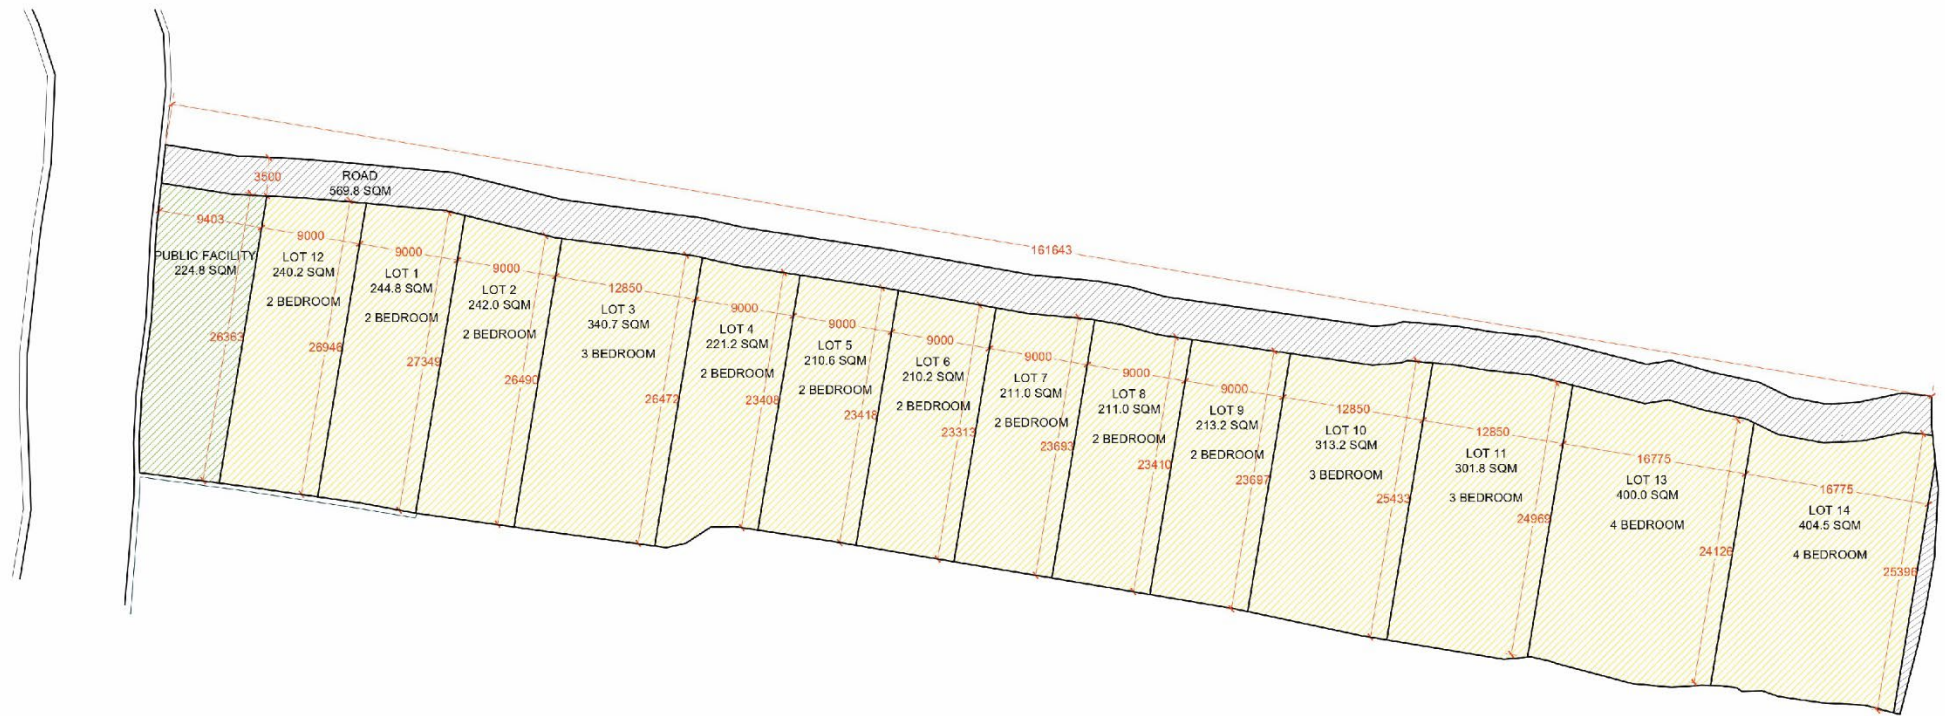 161643
ROAD
569.8 SQM
3500
9403
PUBLIC FACILITY
224.8 SQM
26363
9000
LOT 12
240.2 SQM
2 BEDROOM
26946
9000
LOT 1
244.8 SQM
2 BEDROOM
27349
9000
LOT 2
242.0 SQM
2 BEDROOM
26490
12850
LOT 3
340.7 SQM
3 BEDROOM
26472
9000
LOT 4
221.2 SQM
2 BEDROOM
23408
9000
LOT 5
210.6 SQM
2 BEDROOM
23418
9000
LOT 6
210.2 SQM
2 BEDROOM
23313
9000
LOT 7
211.0 SQM
2 BEDROOM
23693
9000
LOT 8
211.0 SQM
2 BEDROOM
23410
9000
LOT 9
213.2 SQM
2 BEDROOM
23697
12850
LOT 10
313.2 SQM
3 BEDROOM
25433
12850
LOT 11
301.8 SQM
3 BEDROOM
24969
16775
LOT 13
400.0 SQM
4 BEDROOM
24126
16775
LOT 14
404.5 SQM
4 BEDROOM
25396